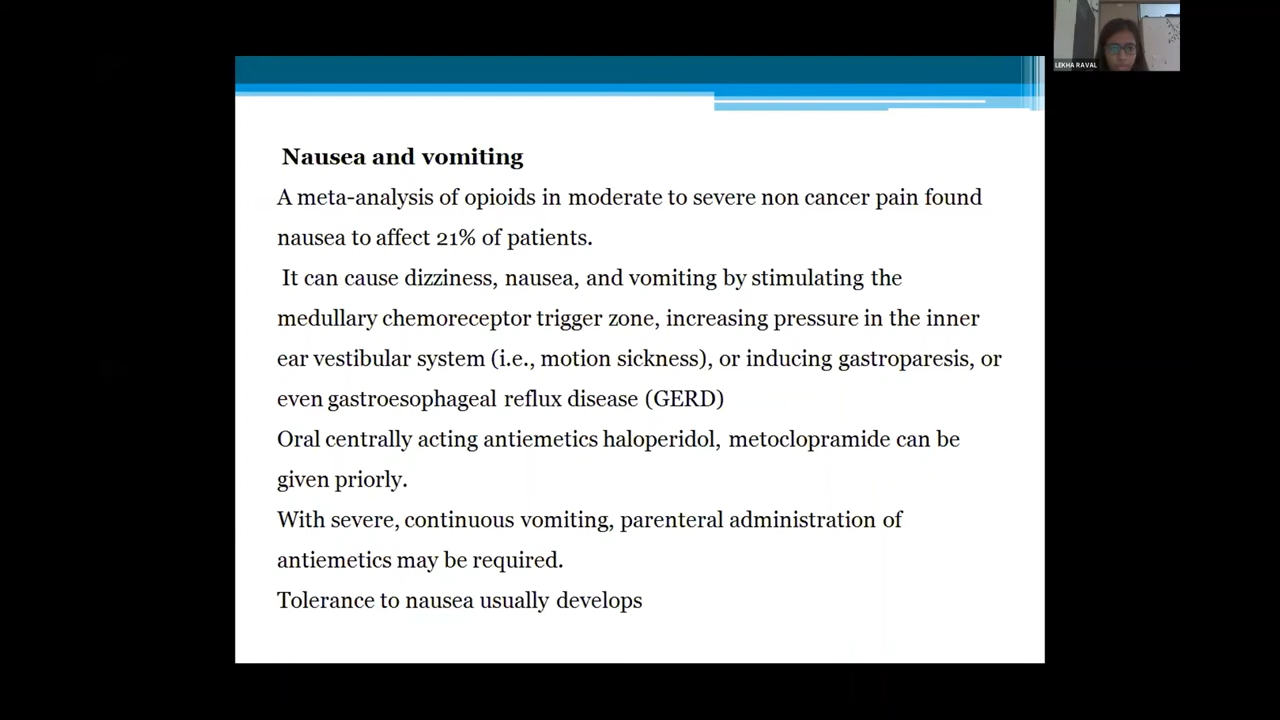 LEKHA RAVAL
Nausea and vomiting
A meta-analysis of opioids in moderate to severe non cancer pain found
nausea to affect 21% of patients.
It can cause dizziness, nausea, and vomiting by stimulating the
medullary chemoreceptor trigger zone, increasing pressure in the inner
ear vestibular system (i.e., motion sickness), or inducing gastroparesis, or
even gastroesophageal reflux disease (GERD)
Oral centrally acting antiemetics haloperidol, metoclopramide can be
given priorly.
With severe, continuous vomiting, parenteral administration of
antiemetics may be required.
Tolerance to nausea usually develops